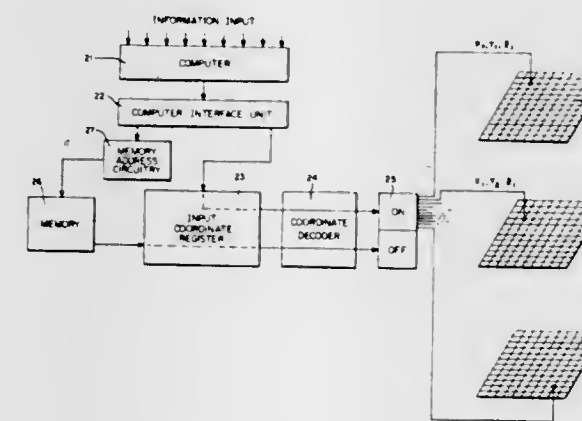 INFORMATION INPUT
21
COMPUTER
22
COMPUTER INTERFACE UNIT
27
MEMORY
ADDRESS
CIRCUITRY
26
MEMORY
23
INPUT
COORDINATE
REGISTER
24
COORDINATE
DECODER
25
ON
OFF